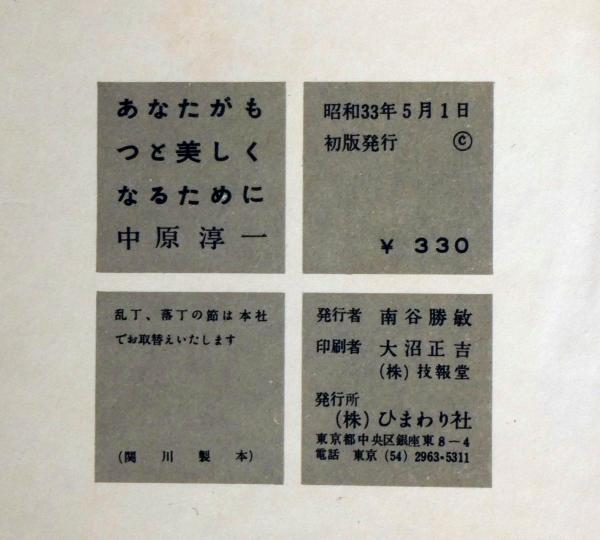 あなたがも
つと美しく
なるために
中原淳一
昭和33年5月1日
初版発行 ©
¥ 330
乱丁、落丁の節は本社
でお取替えいたします
(関川製本)
発行者 南谷勝敏
印刷者 大沼正吉
(株) 技報堂
発行所
(株) ひまわり社
東京都中央区銀座東8-4
電話 東京 (54) 2963・5311